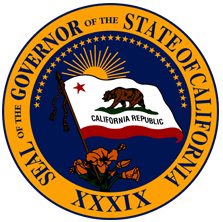 SEAL OF THE GOVERNOR OF THE STATE OF CALIFORNIA
CALIFORNIA REPUBLIC
XXXIX